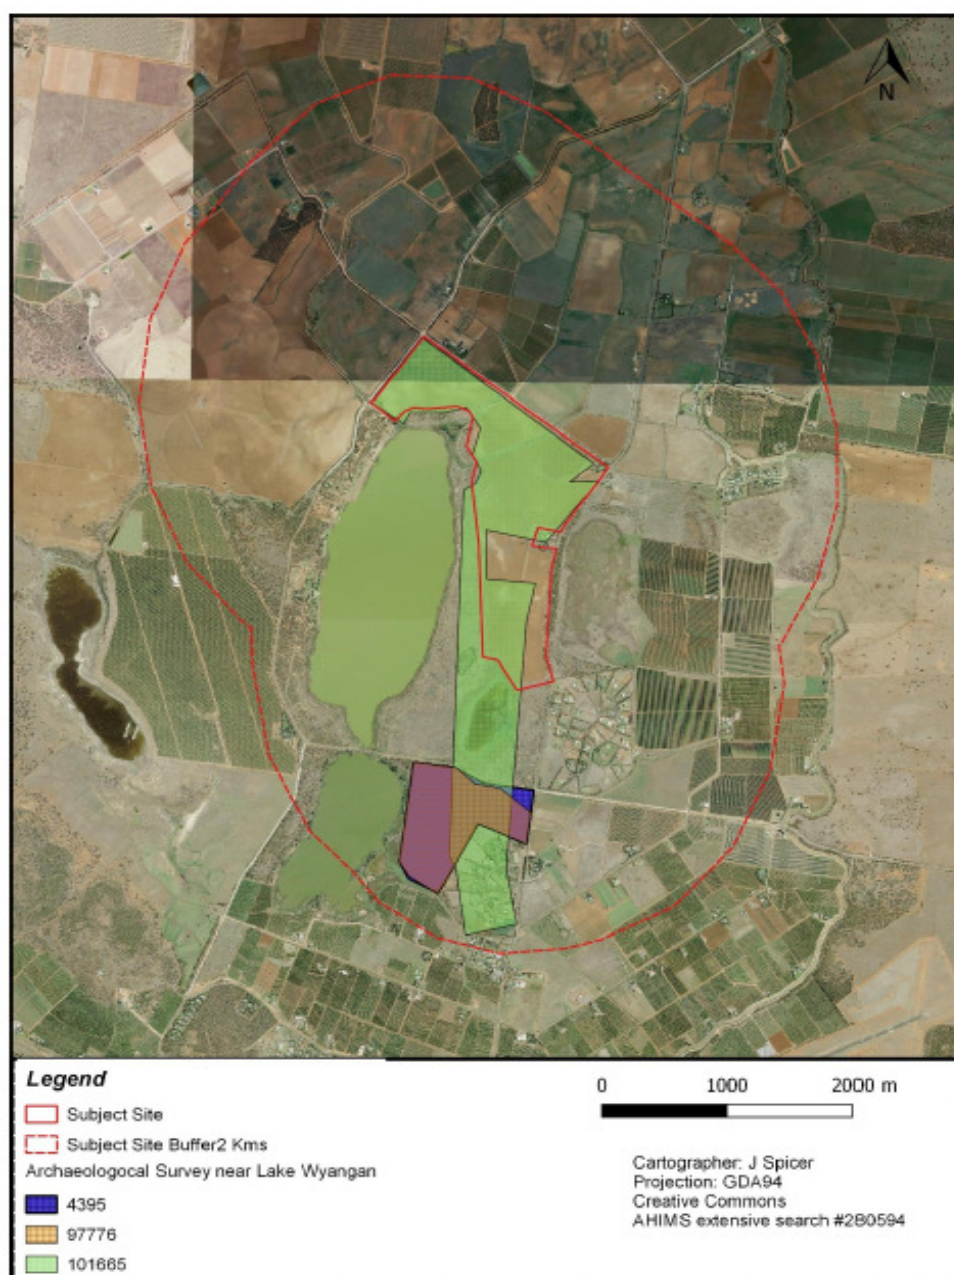 N
Legend
Subject Site
Subject Site Buffer2 Kms
Archaeologocal Survey near Lake Wyangan
4395
97776
101665
0 1000 2000 m
Cartographer: J Spicer
Projection: GDA94
Creative Commons
AHIMS extensive search #280594